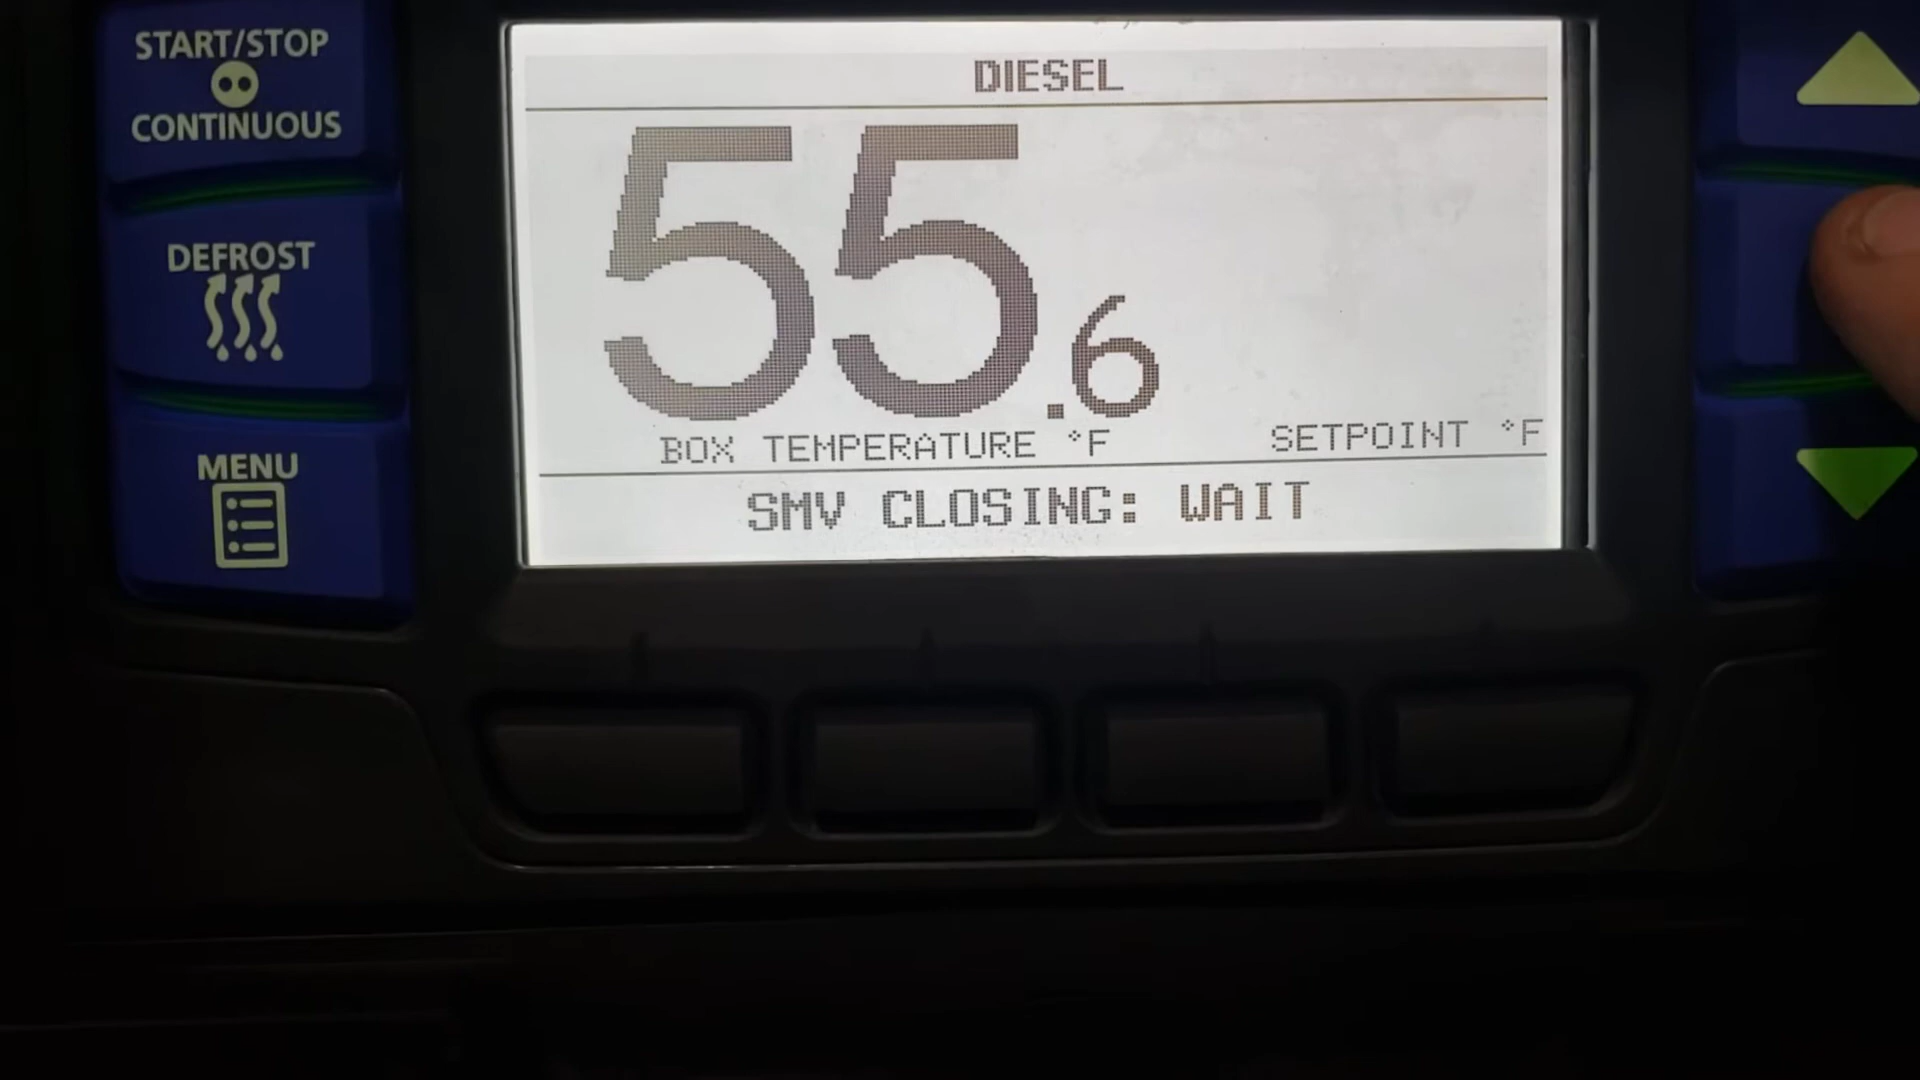 START/STOP
CONTINUOUS
DEFROST
MENU
DIESEL
55.6
BOX TEMPERATURE °F
SETPOINT °F
SMV CLOSING: WAIT